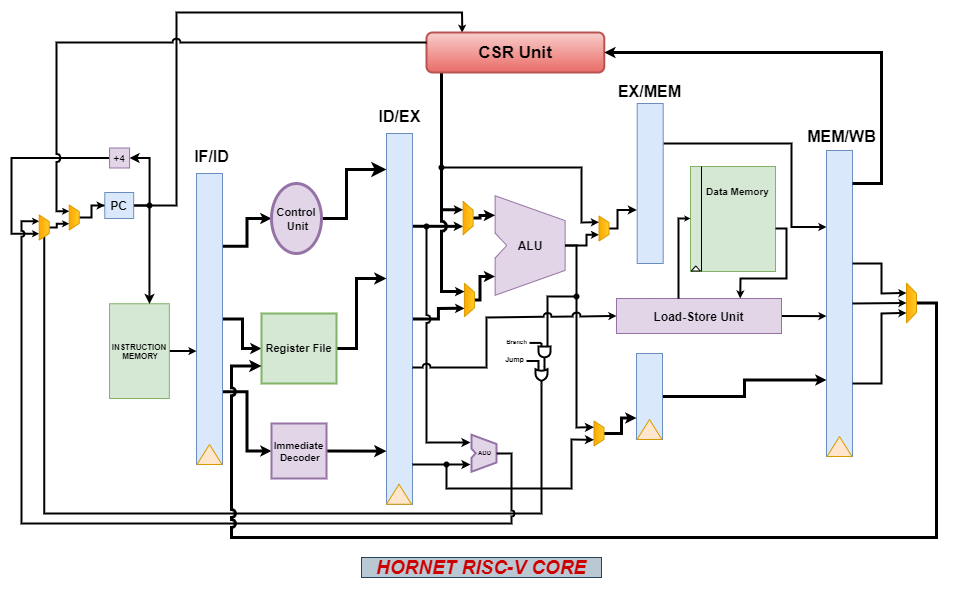 CSR Unit
EX/MEM
ID/EX
MEM/WB
IF/ID
+4
PC
Control
Unit
Data Memory
ALU
Load-Store Unit
INSTRUCTION
MEMORY
Register File
Branch
Jump
Immediate
Decoder
ADD
HORNET RISC-V CORE